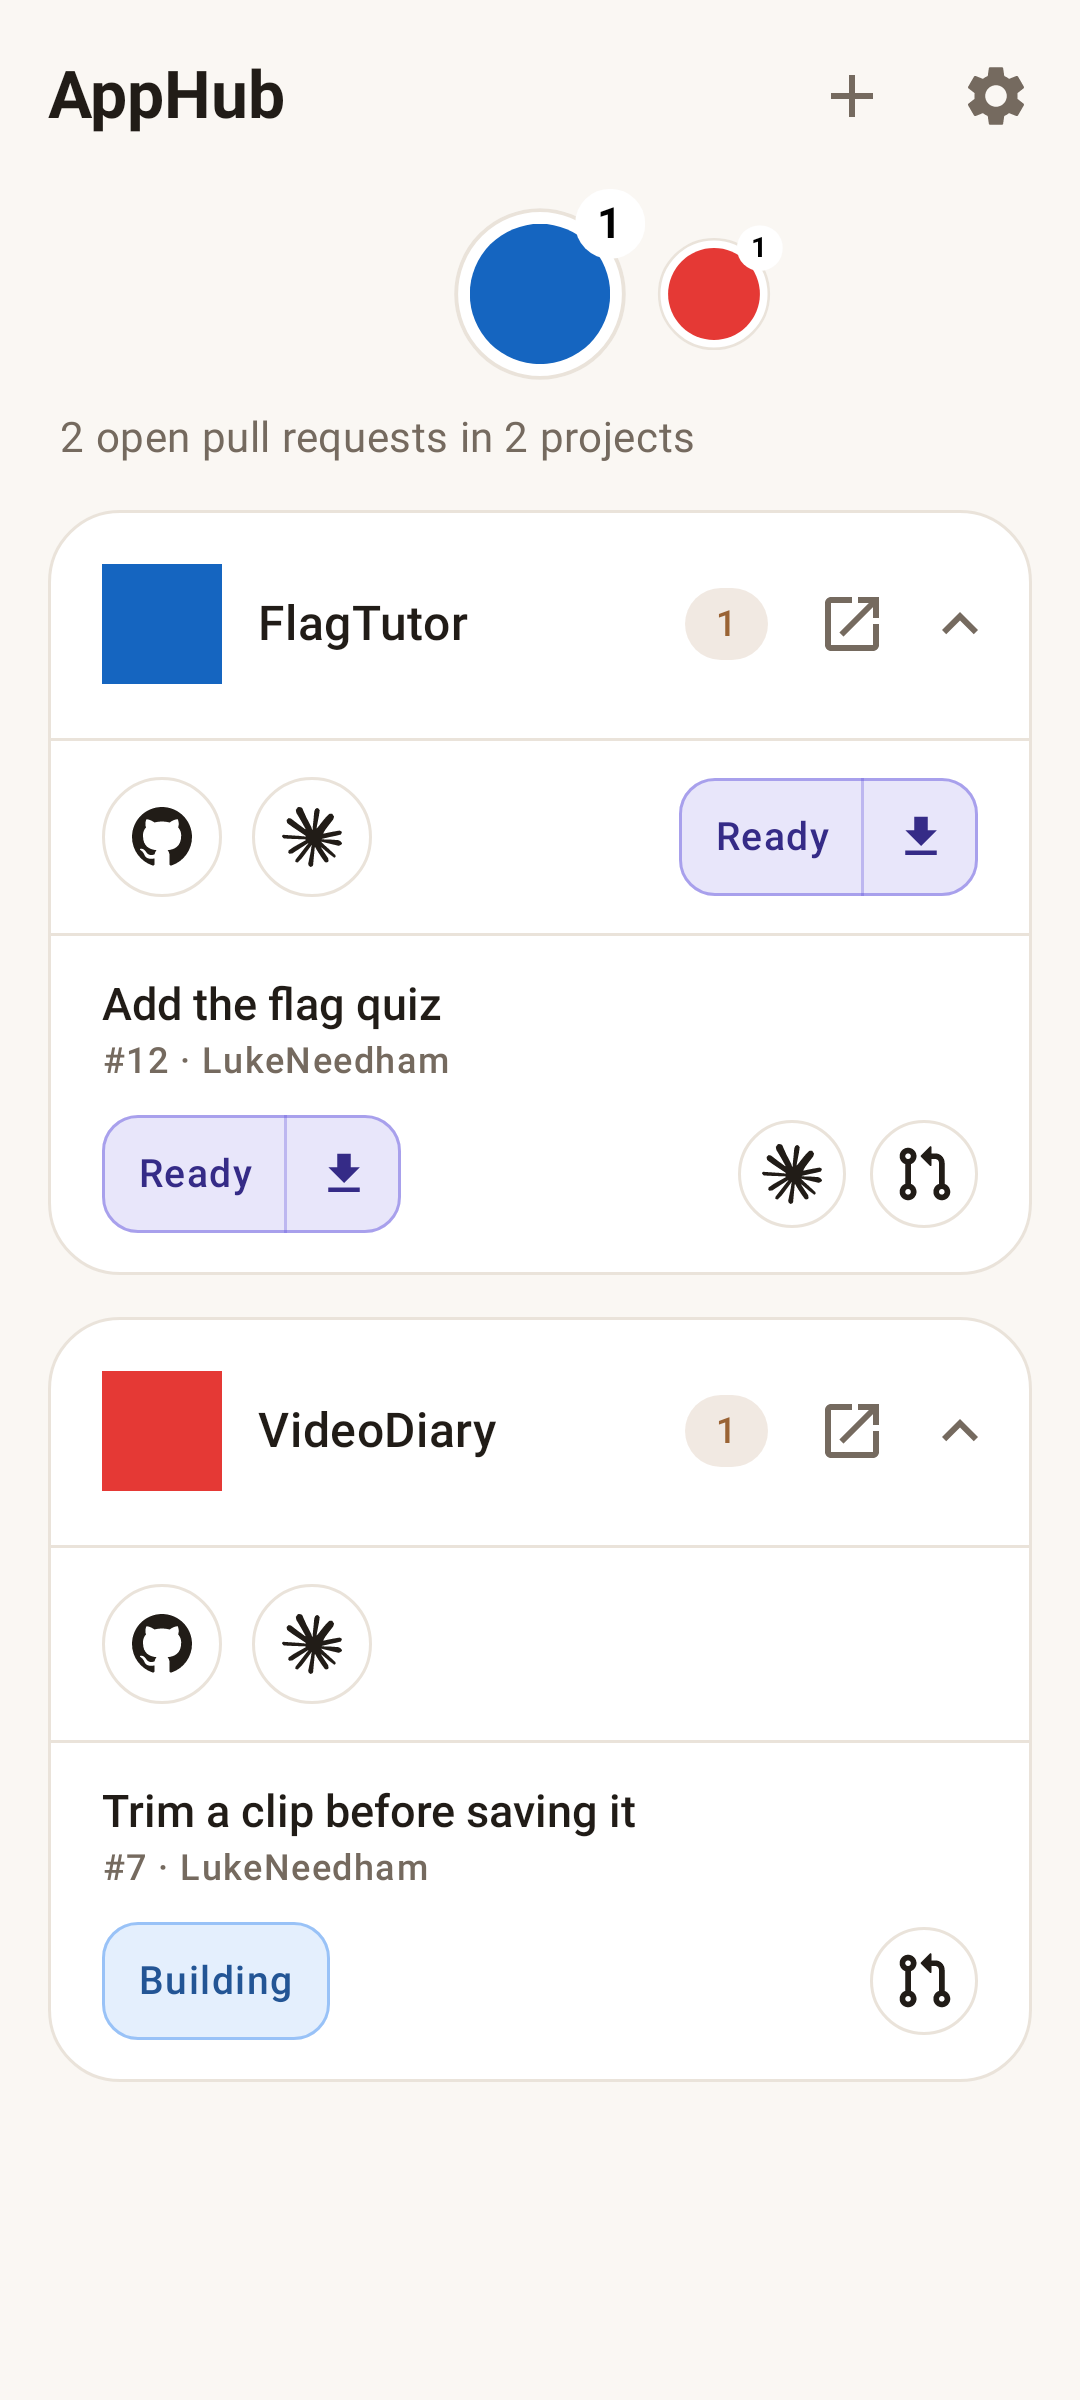 AppHub
1
1
2 open pull requests in 2 projects
FlagTutor
1
Ready
Add the flag quiz
#12 · LukeNeedham
Ready
VideoDiary
1
Trim a clip before saving it
#7 · LukeNeedham
Building